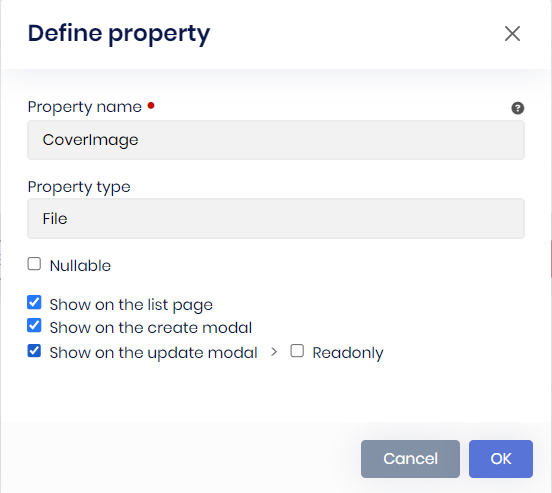 Define property
Property name
CoverImage
Property type
File
Nullable
Show on the list page
Show on the create modal
Show on the update modal > Readonly
Cancel OK